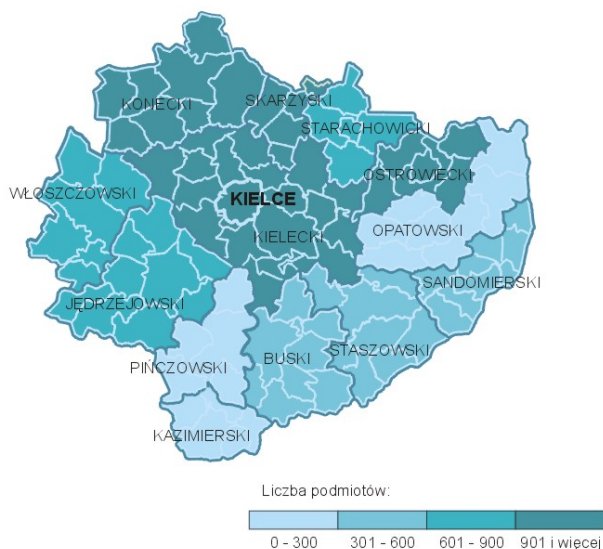 KONECKI
SKARŻYSKI
STARACHOWICKI
WŁOSZCZOWSKI
OSTROWIECKI
KIELCE
KIELECKI
OPATOWSKI
SANDOMIERSKI
JĘDRZEJOWSKI
PIŃCZOWSKI
BUSKI
STASZOWSKI
KAZIMIERSKI
Liczba podmiotów:
0 - 300 301 - 600 601 - 900 901 i więcej